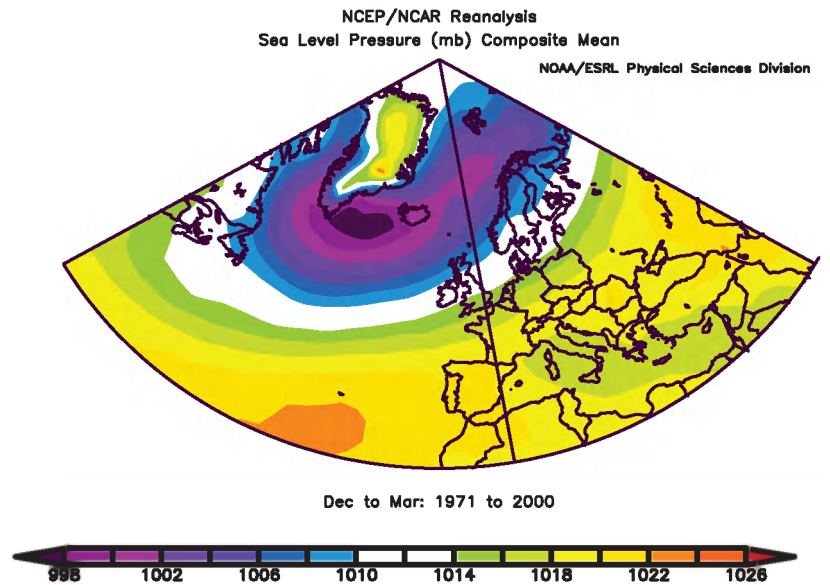 NCEP/NCAR Reanalysis
Sea Level Pressure (mb) Composite Mean
NOAA/ESRL Physical Sciences Division
Dec to Mar: 1971 to 2000
998 1002 1006 1010 1014 1018 1022 1026